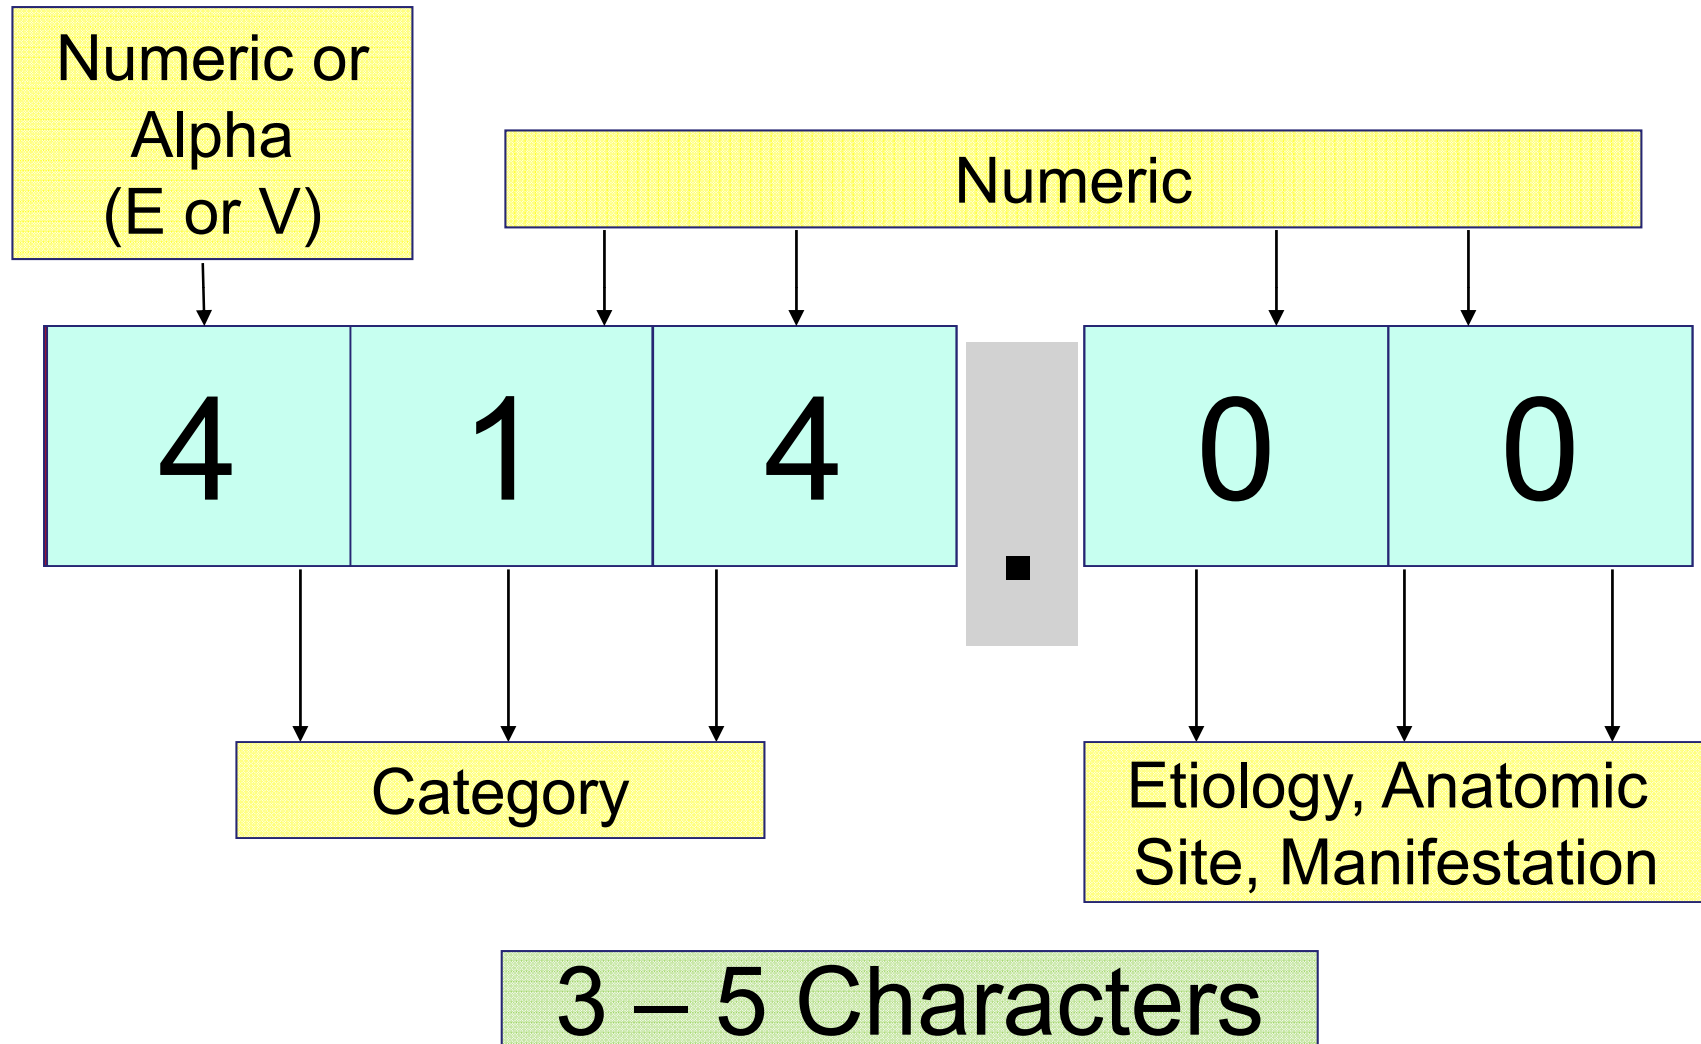 Numeric or
Alpha
(E or V)
Numeric
4 1 4 . 0 0
Category
Etiology, Anatomic
Site, Manifestation
3 – 5 Characters